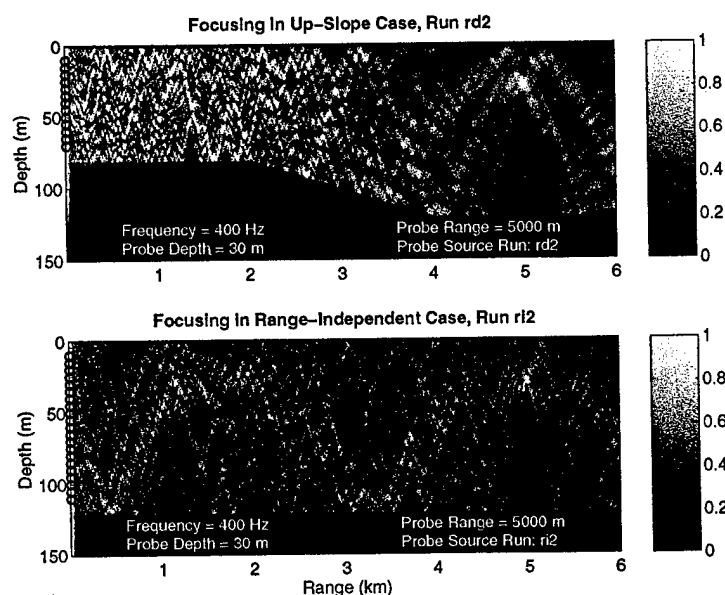 Focusing in Up-Slope Case, Run rd2
Depth (m)
0
50
100
150
1 2 3 4 5 6
Frequency = 400 Hz
Probe Depth = 30 m
Probe Range = 5000 m
Probe Source Run: rd2
1
0.8
0.6
0.4
0.2
0
Focusing in Range-Independent Case, Run ri2
Depth (m)
0
50
100
150
1 2 3 4 5 6
Range (km)
Frequency = 400 Hz
Probe Depth = 30 m
Probe Range = 5000 m
Probe Source Run: ri2
1
0.8
0.6
0.4
0.2
0